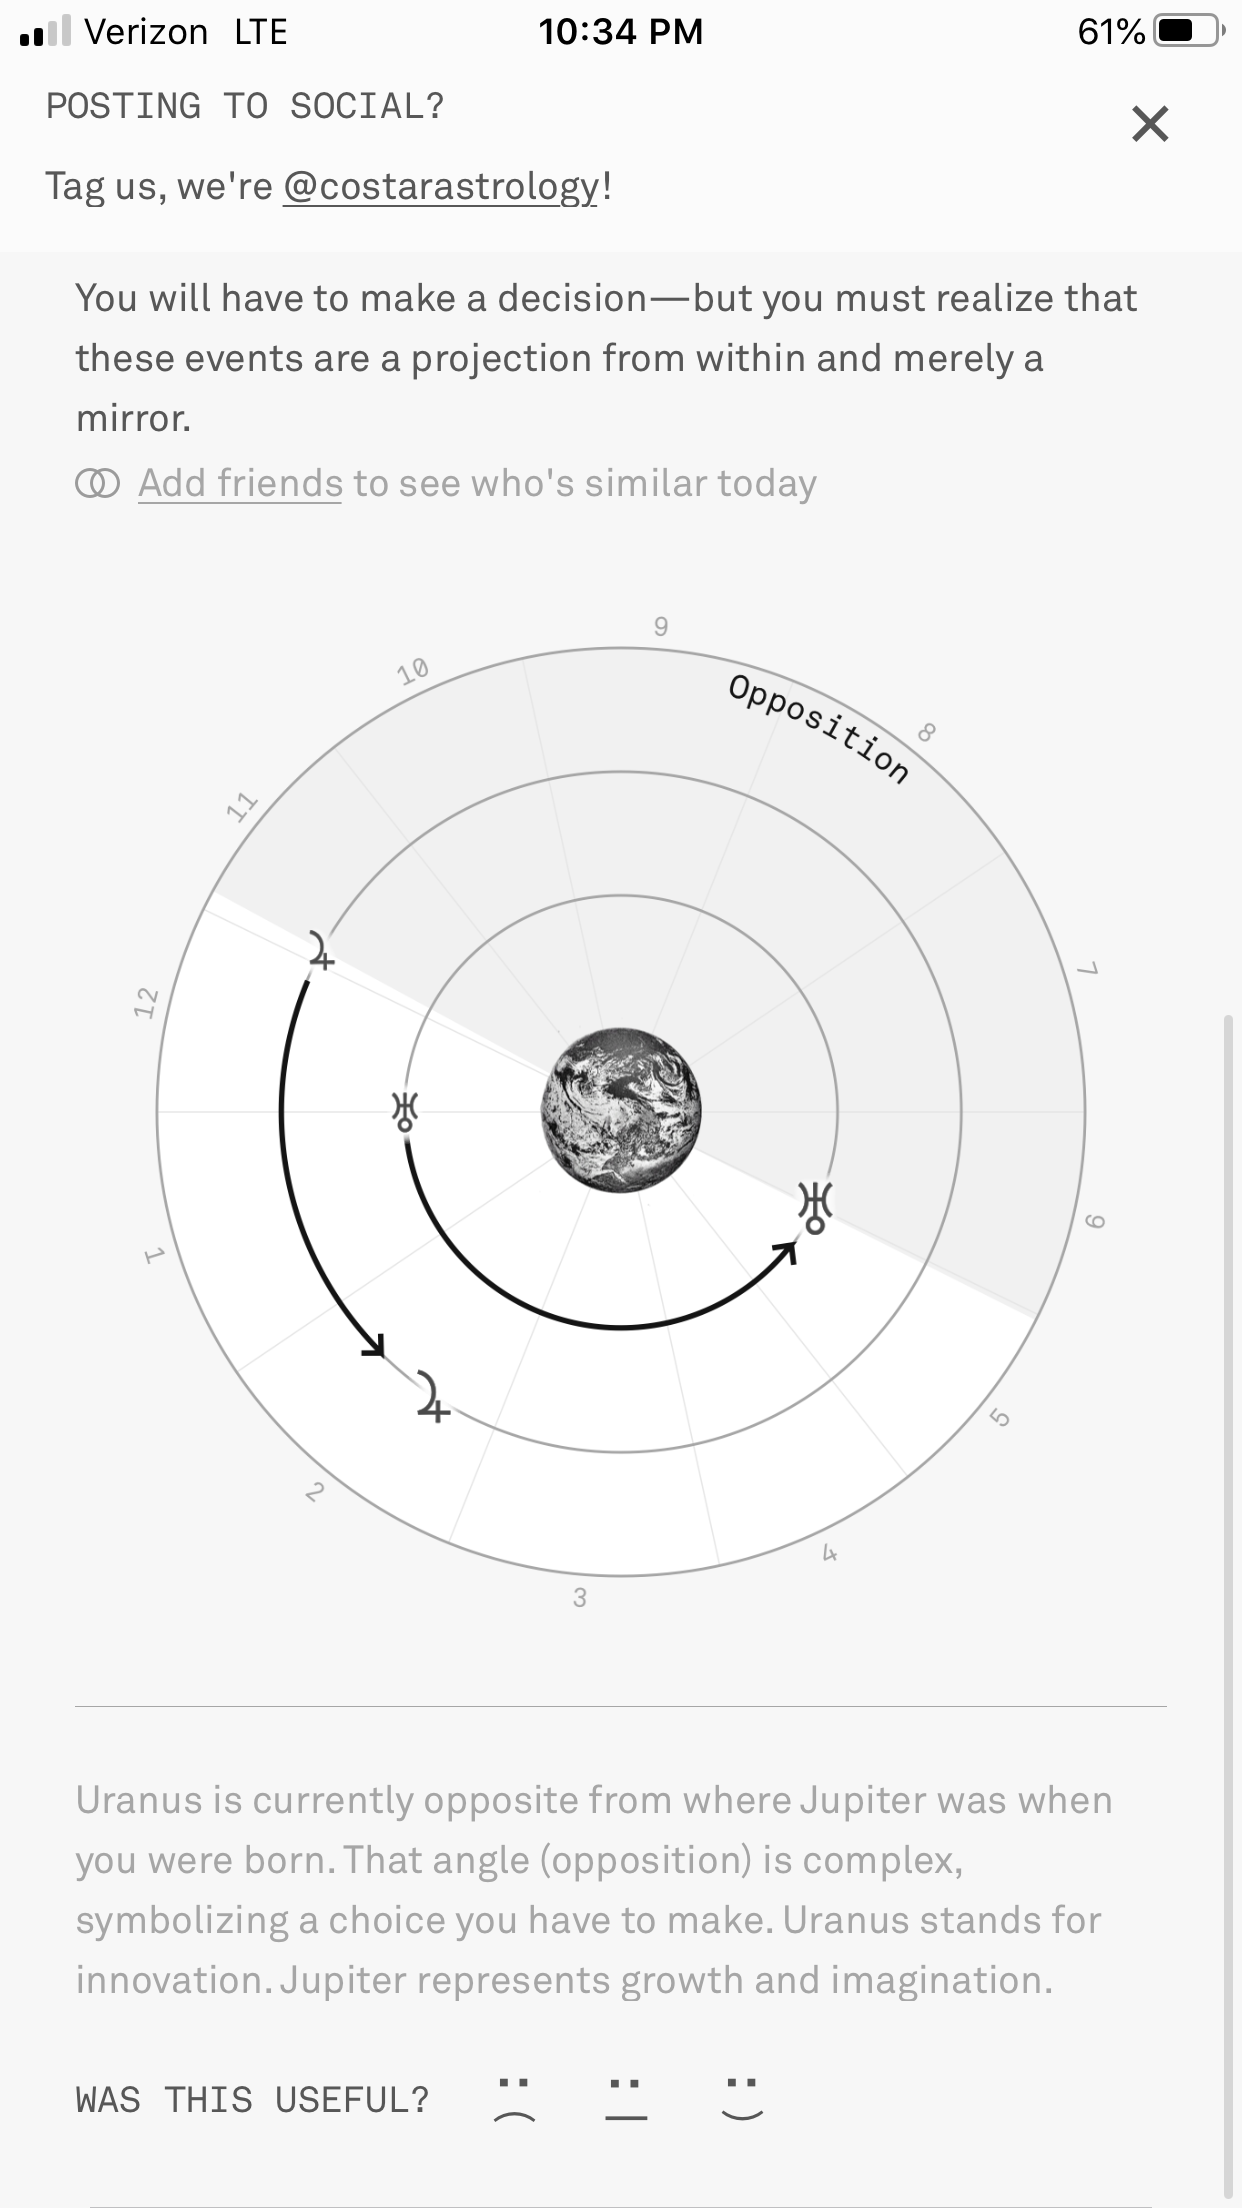 Verizon LTE 10:34 PM 61%
POSTING TO SOCIAL?
Tag us, we're @costarastrology!
You will have to make a decision—but you must realize that
these events are a projection from within and merely a
mirror.
Add friends to see who's similar today
9
10
Opposition
8
11
7
12
6
1
5
2
4
3
Uranus is currently opposite from where Jupiter was when
you were born. That angle (opposition) is complex,
symbolizing a choice you have to make. Uranus stands for
innovation. Jupiter represents growth and imagination.
WAS THIS USEFUL?